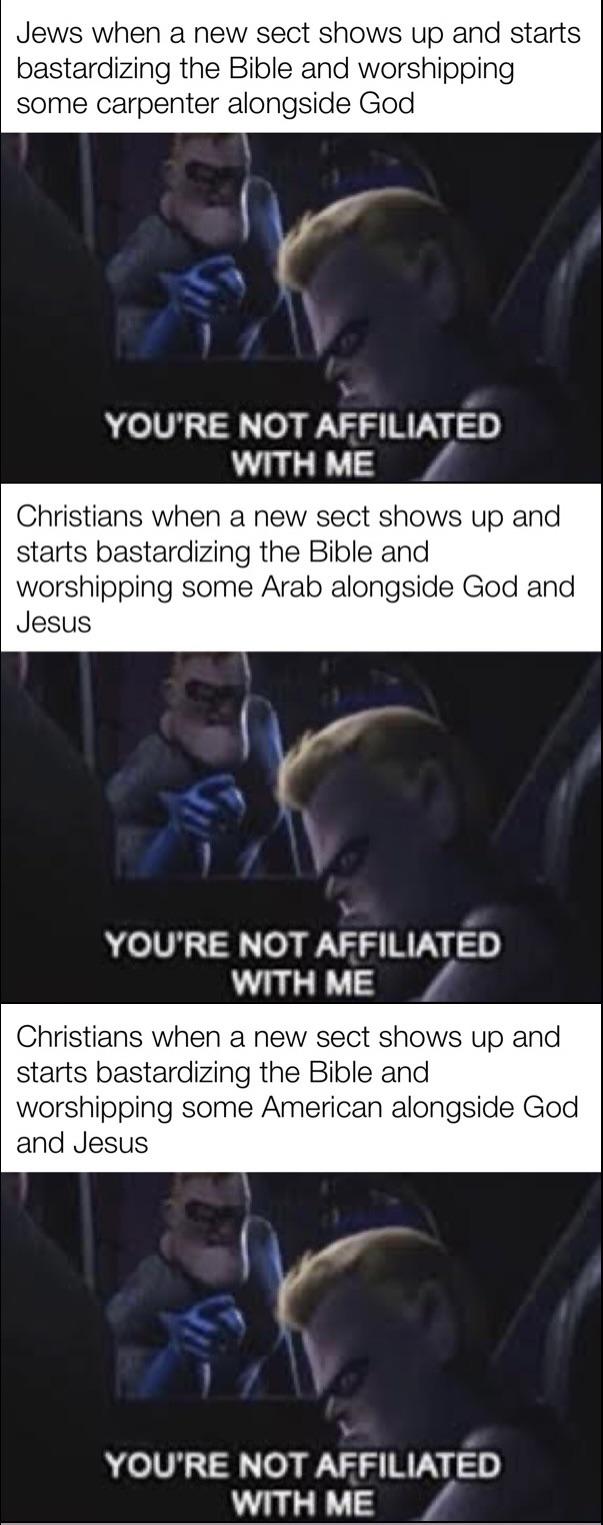 Jews when a new sect shows up and starts
bastardizing the Bible and worshipping
some carpenter alongside God
YOU'RE NOT AFFILIATED
WITH ME
Christians when a new sect shows up and
starts bastardizing the Bible and
worshipping some Arab alongside God and
Jesus
YOU'RE NOT AFFILIATED
WITH ME
Christians when a new sect shows up and
starts bastardizing the Bible and
worshipping some American alongside God
and Jesus
YOU'RE NOT AFFILIATED
WITH ME